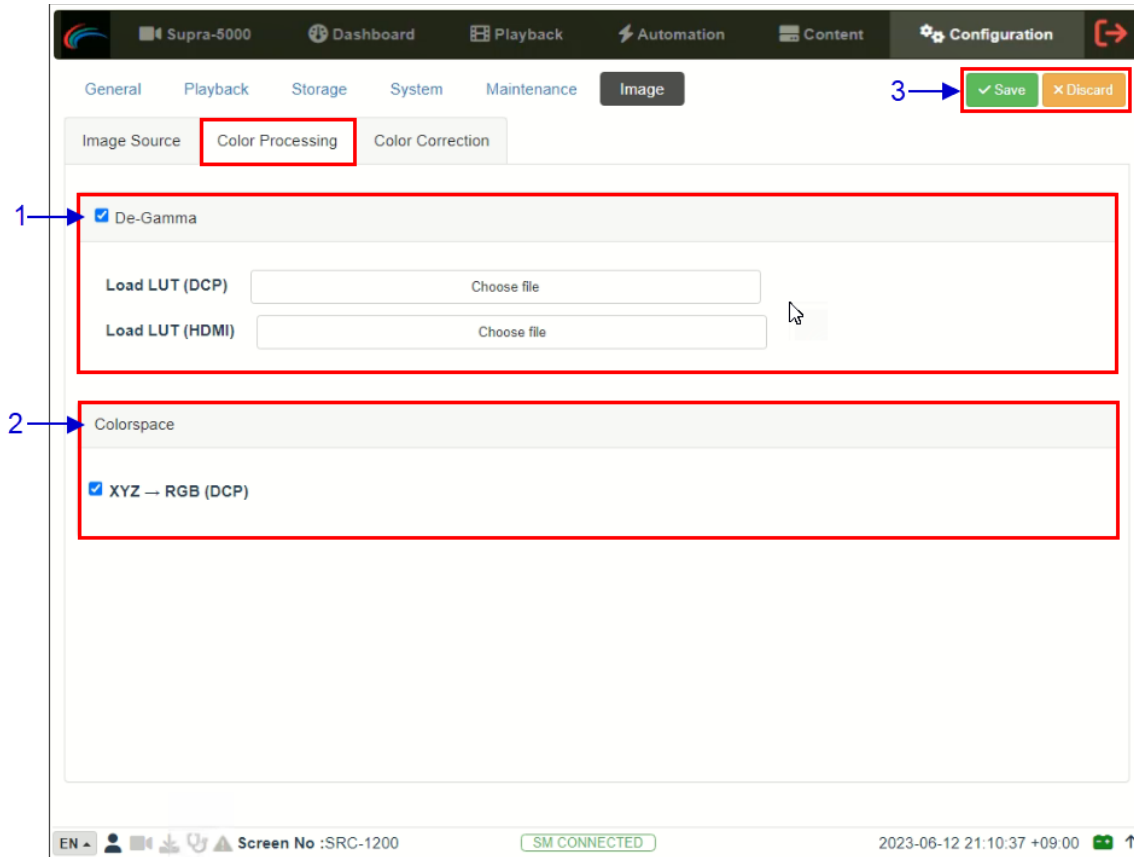 Supra-5000 Dashboard Playback Automation Content Configuration
General Playback Storage System Maintenance Image 3 Save Discard
Image Source Color Processing Color Correction
1 De-Gamma
Load LUT (DCP) Choose file
Load LUT (HDMI) Choose file
2 Colorspace
XYZ → RGB (DCP)
EN Screen No :SRC-1200 SM CONNECTED 2023-06-12 21:10:37 +09:00